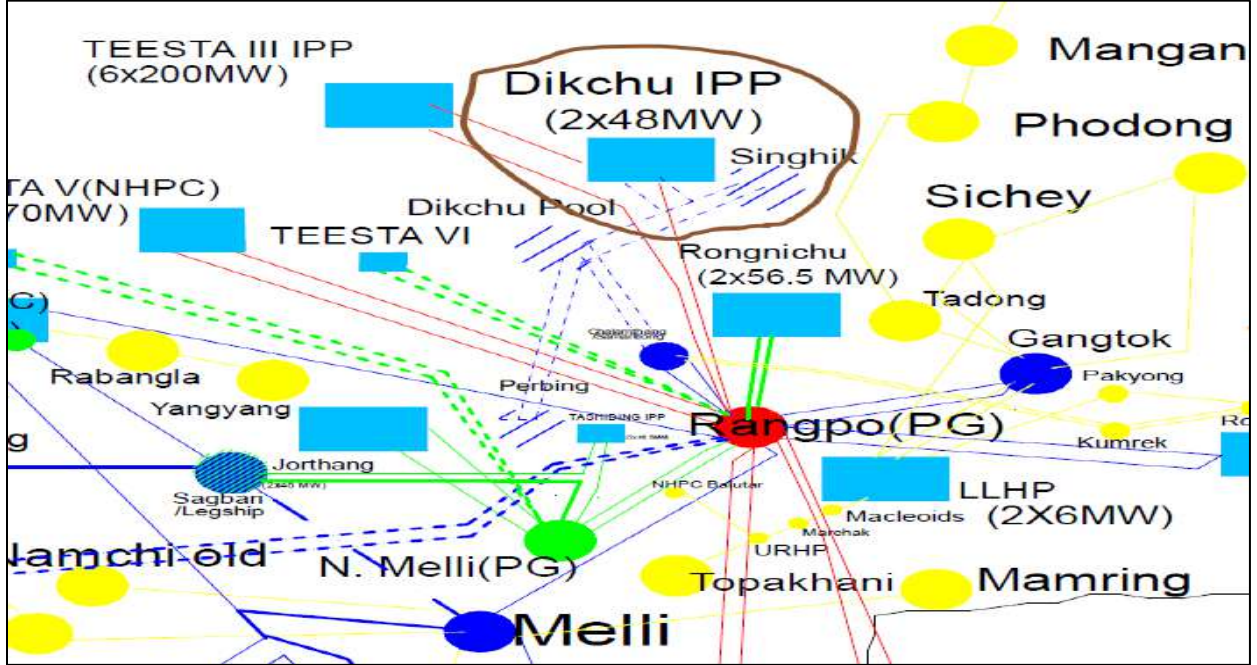 TEESTA III IPP
(6x200MW)
Dikchu IPP
(2x48MW)
Singhik
Mangan
Phodong
Sichey
TA V(NHPC)
70MW)
Dikchu Pool
TEESTA VI
Rongnichu
(2x56.5 MW)
Tadong
Gangtok
Pakyong
C)
Rabangla
Perbing
Yangyang
TASHIDING IPP
Rangpo(PG)
Kumrek
Ro
g
Jorthang
Sagbari
/Legship
NHPC Balutar
LLHP
(2X6MW)
Macleoids
Marchak
URHP
Namchi old
N. Melli(PG)
Topakhani
Mamring
Melli